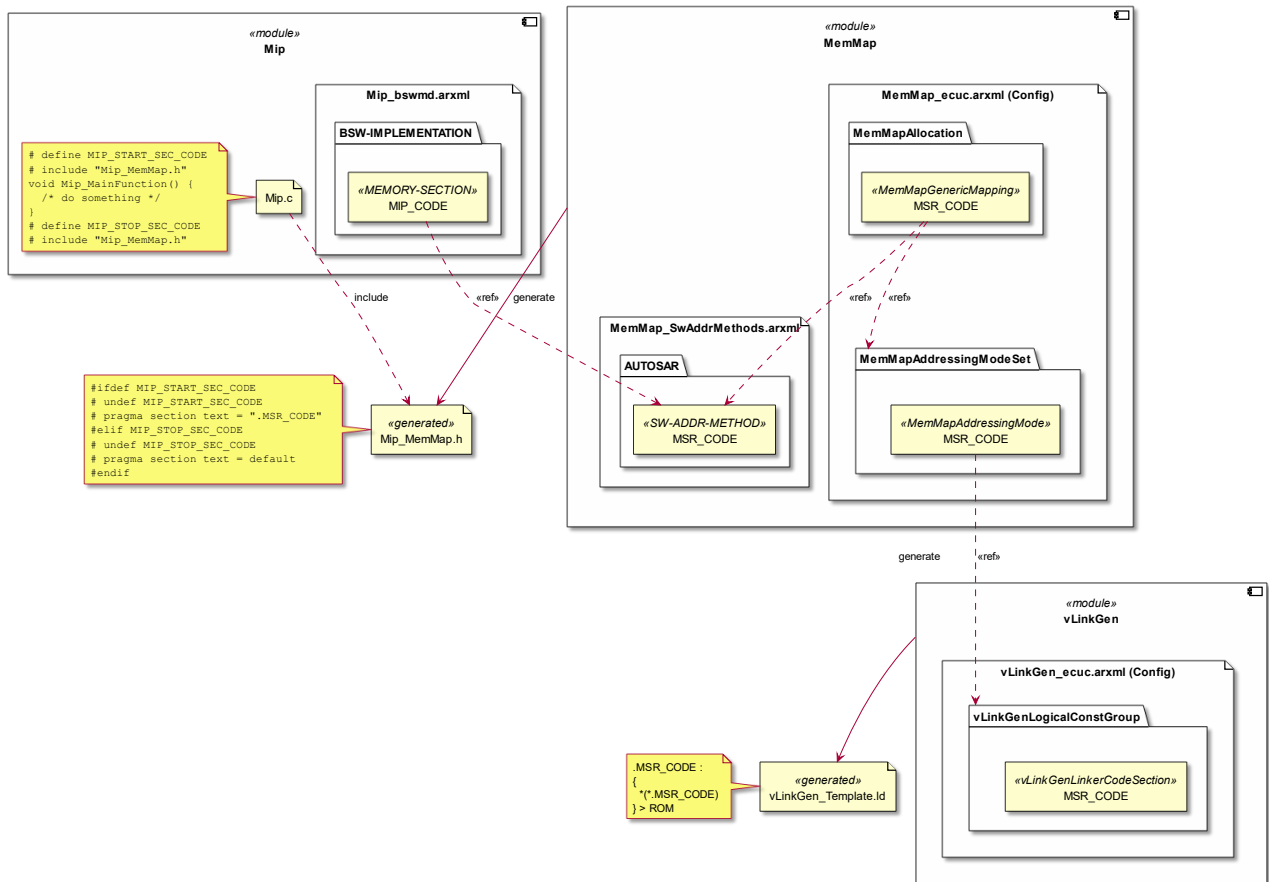 «module»
Mip
Mip_bswmd.arxml
BSW-IMPLEMENTATION
«MEMORY-SECTION»
MIP_CODE
# define MIP_START_SEC_CODE
# include "Mip_MemMap.h"
void Mip_MainFunction() {
  /* do something */
}
# define MIP_STOP_SEC_CODE
# include "Mip_MemMap.h"
Mip.c
«module»
MemMap
MemMap_ecuc.arxml (Config)
MemMapAllocation
«MemMapGenericMapping»
MSR_CODE
include
«ref»
generate
«ref»
«ref»
MemMap_SwAddrMethods.arxml
AUTOSAR
«SW-ADDR-METHOD»
MSR_CODE
MemMapAddressingModeSet
«MemMapAddressingMode»
MSR_CODE
#ifdef MIP_START_SEC_CODE
# undef MIP_START_SEC_CODE
# pragma section text = ".MSR_CODE"
#elif MIP_STOP_SEC_CODE
# undef MIP_STOP_SEC_CODE
# pragma section text = default
#endif
«generated»
Mip_MemMap.h
generate
«ref»
«module»
vLinkGen
vLinkGen_ecuc.arxml (Config)
vLinkGenLogicalConstGroup
«vLinkGenLinkerCodeSection»
MSR_CODE
.MSR_CODE :
{
  *(*.MSR_CODE)
} > ROM
«generated»
vLinkGen_Template.ld